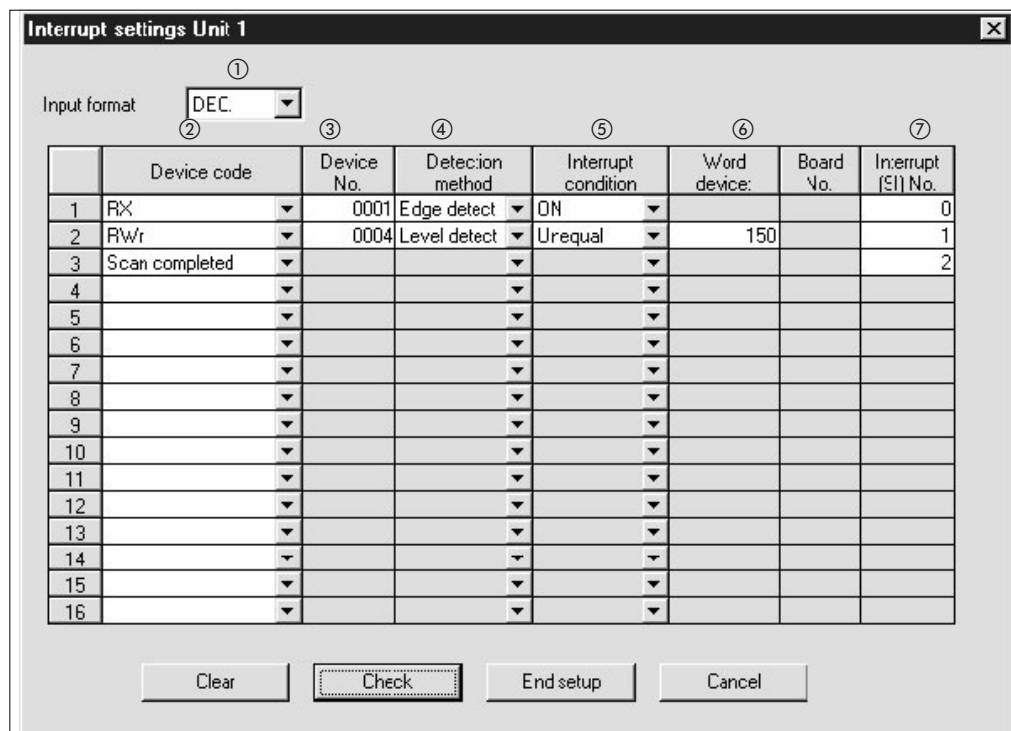 Interrupt settings Unit 1
①
Input format DEC.
② ③ ④ ⑤ ⑥ ⑦
Device code Device No. Detection method Interrupt condition Word device: Board No. Interrupt (SI) No.
1 RX 0001 Edge detect ON 0
2 RWr 0004 Level detect Urequal 150 1
3 Scan completed 2
4
5
6
7
8
9
10
11
12
13
14
15
16
Clear Check End setup Cancel